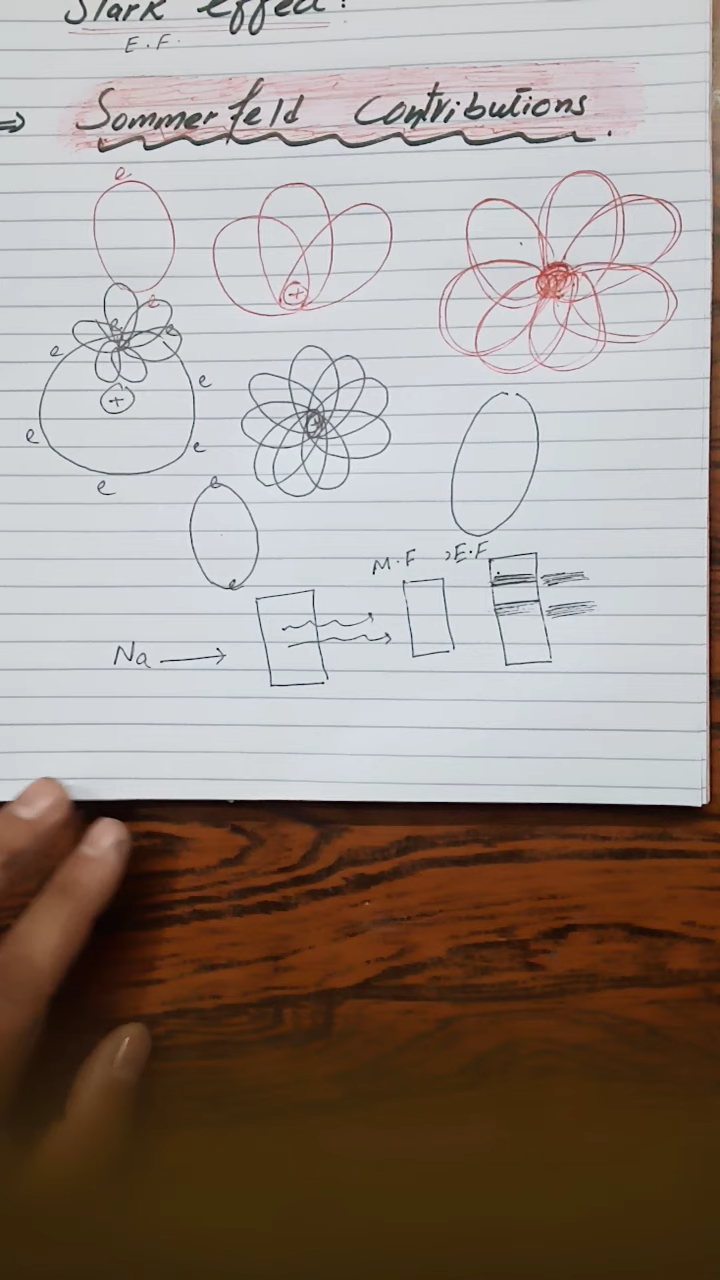 Stark effect:
E.F.
⇒ Sommerfeld Contributions.
e
+
e
e
e
e
e
+
e
e
e
e
+
e
e
M.F , E.F
Na →